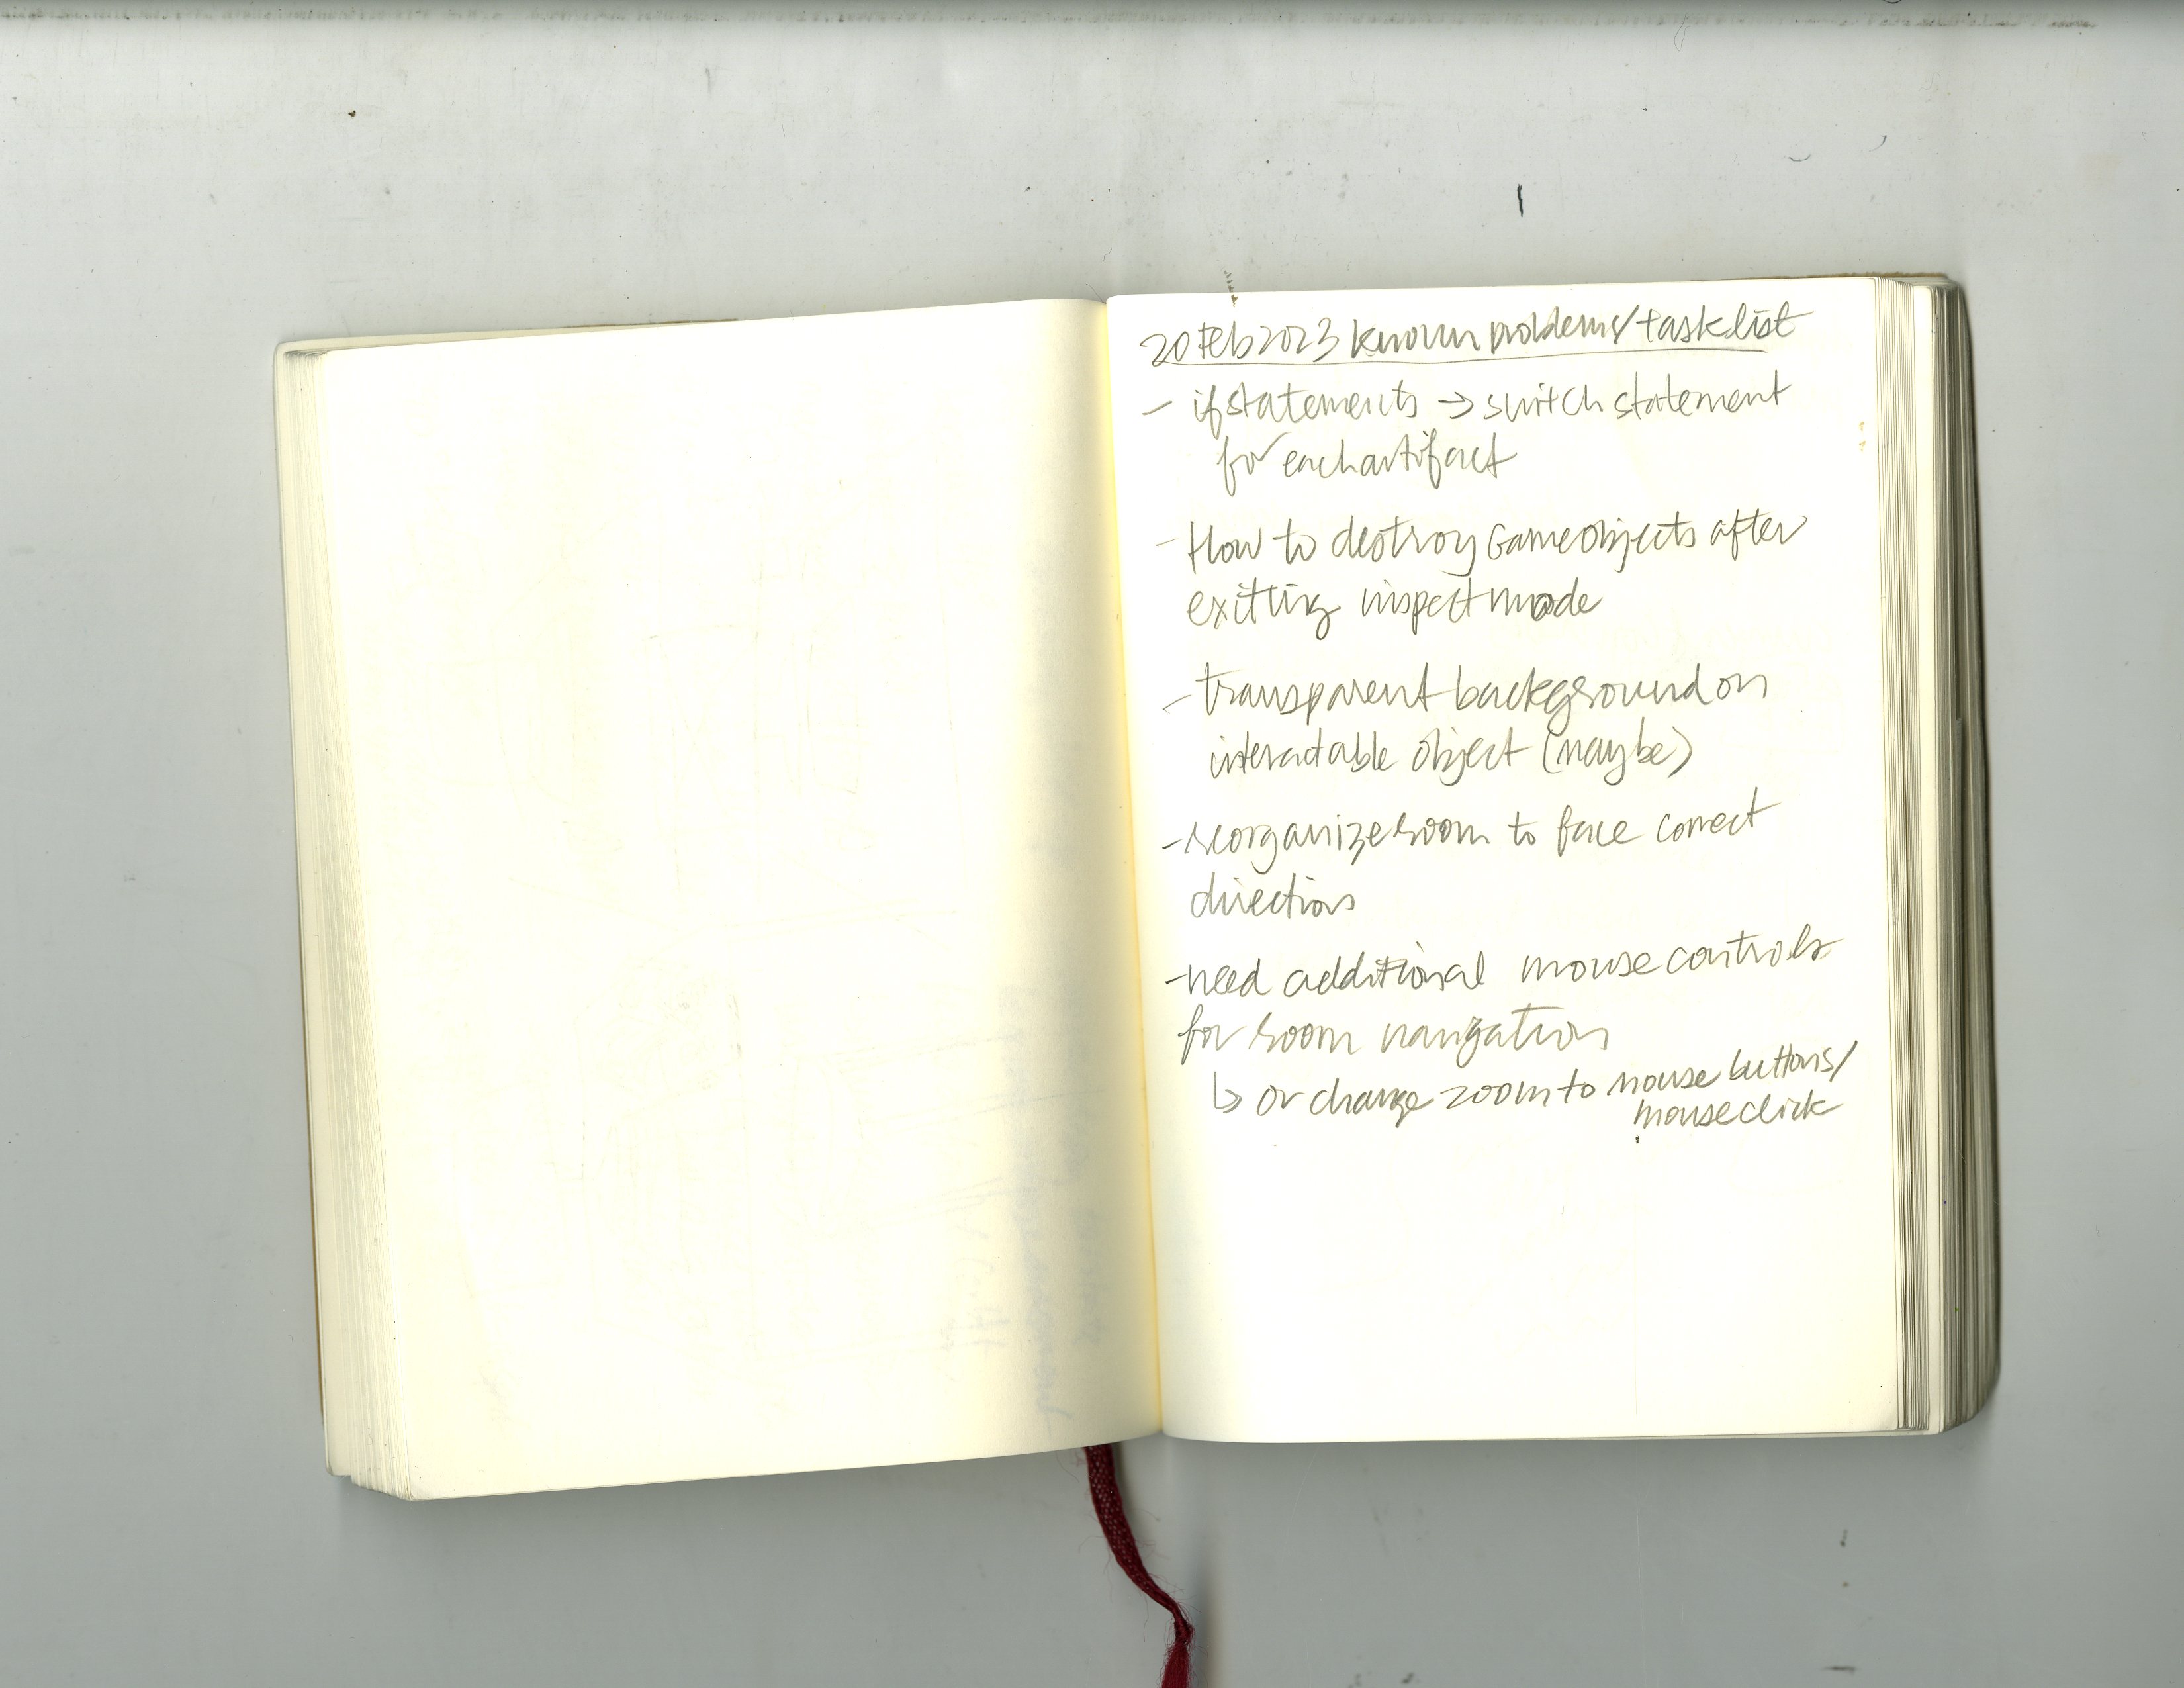 20 Feb 2023 known problems/tasklist
- if statements → switch statement
for each artifact
- How to destroy GameObjects after
exiting inspect mode
- transparent background on
interactable object (maybe)
- reorganize room to face correct
direction
- need additional mouse controls
for room navigation
↳ or change zoom to mouse buttons/
mouse click